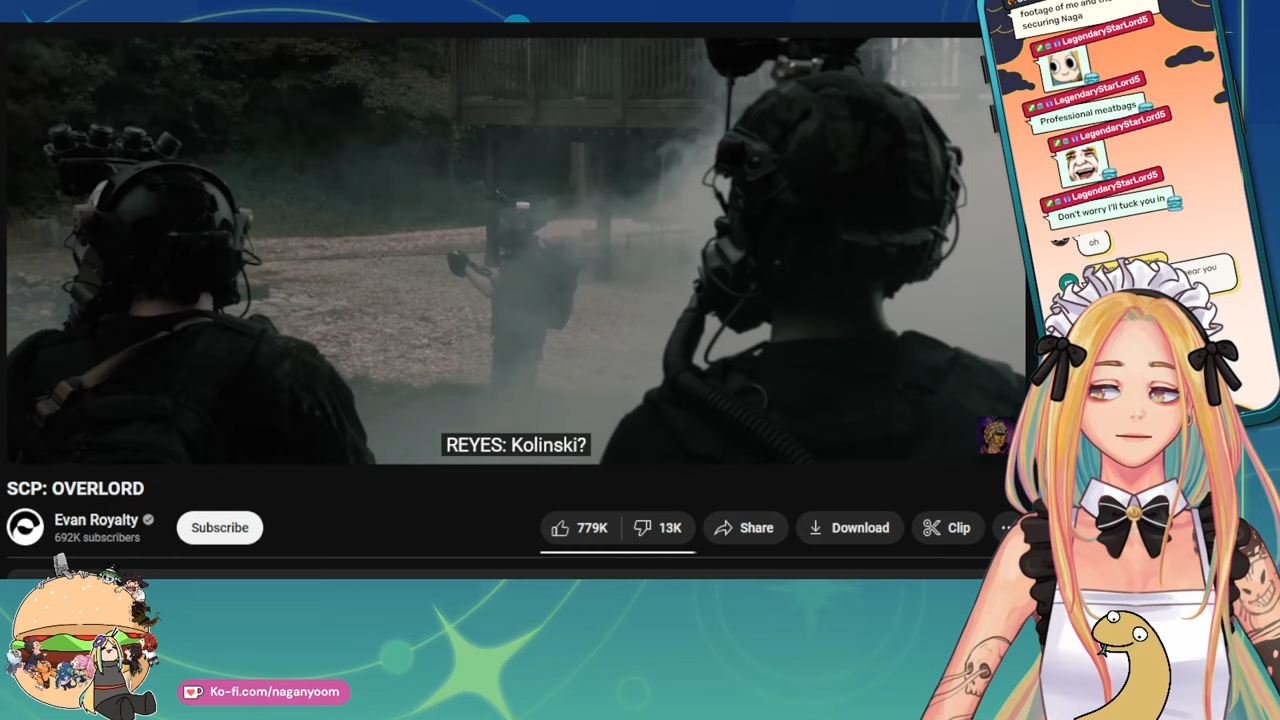 footage of me and the
securing Naga
LegendaryStarLord5
LegendaryStarLord5
Professional meatbags
LegendaryStarLord5
LegendaryStarLord5
Don't worry I'll tuck you in
oh
ear you
REYES: Kolinski?
SCP: OVERLORD
Evan Royalty
692K subscribers
Subscribe
779K
13K
Share
Download
Clip
Ko-fi.com/naganyoom